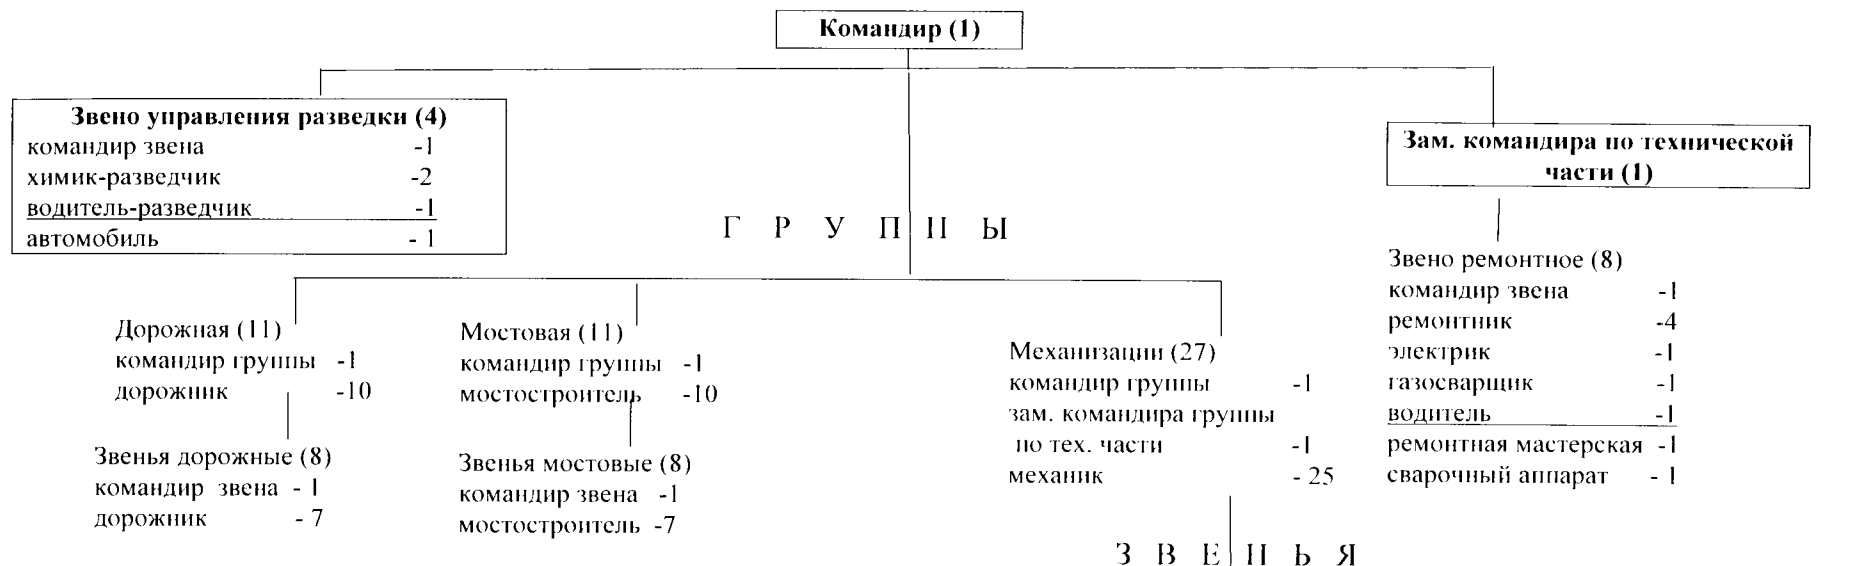 Командир (1)
Звено управления разведки (4)
командир звена -1
химик-разведчик -2
водитель-разведчик -1
автомобиль - 1
Зам. командира по технической
части (1)
Г Р У П П Ы
Звено ремонтное (8)
командир звена -1
ремонтник -4
электрик -1
газосварщик -1
водитель -1
ремонтная мастерская -1
сварочный аппарат - 1
Дорожная (11)
командир группы -1
дорожник -10
Мостовая (11)
командир группы -1
мостостроитель -10
Механизации (27)
командир группы -1
зам. командира группы
по тех. части -1
механик - 25
Звенья дорожные (8)
командир звена - 1
дорожник - 7
Звенья мостовые (8)
командир звена -1
мостостроитель -7
З В Е Н Ь Я